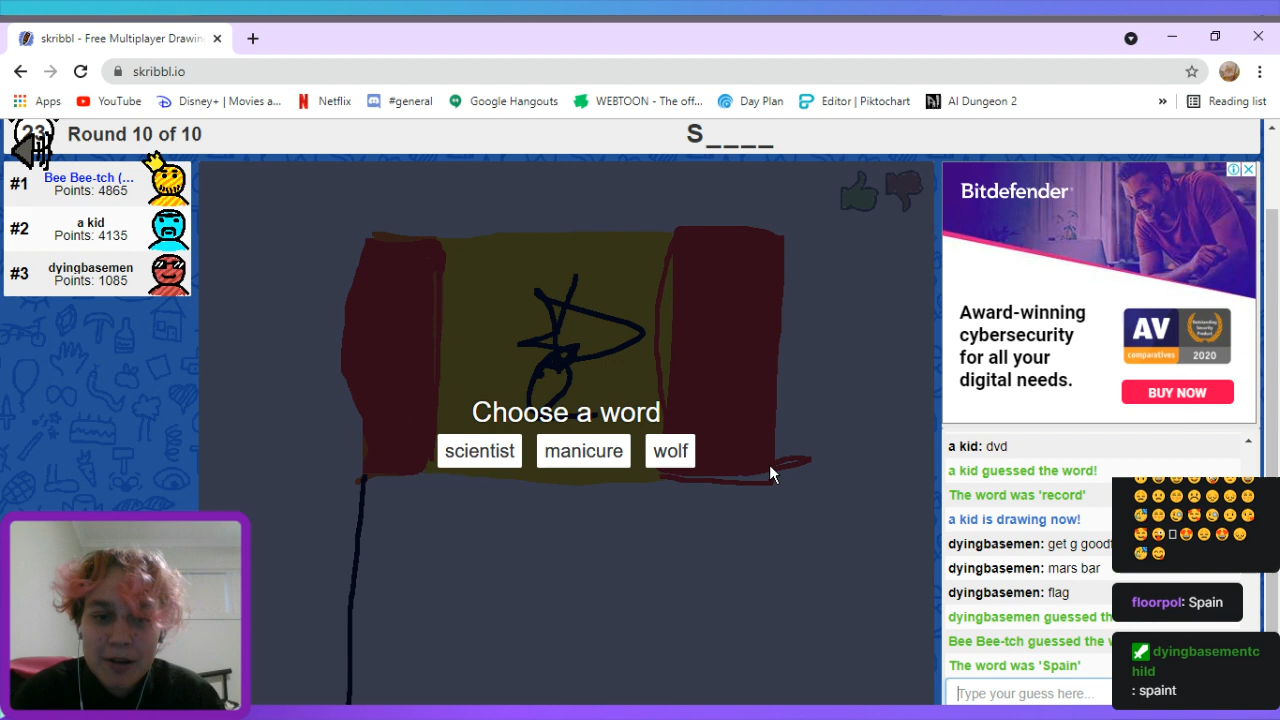 skribbl - Free Multiplayer Drawin
skribbl.io
Apps YouTube Disney+ | Movies a... Netflix #general Google Hangouts WEBTOON - The off... Day Plan Editor | Piktochart AI Dungeon 2 » Reading list
23 Round 10 of 10 S____
#1 Bee Bee-tch (...
Points: 4865
#2 a kid
Points: 4135
#3 dyingbasemen
Points: 1085
Choose a word
scientist manicure wolf
Bitdefender
Award-winning
cybersecurity
for all your
digital needs.
AV
comparatives 2020
BUY NOW
a kid: dvd
a kid guessed the word!
The word was 'record'
a kid is drawing now!
dyingbasemen: get g good
dyingbasemen: mars bar
dyingbasemen: flag
dyingbasemen guessed th
Bee Bee-tch guessed the
The word was 'Spain'
Type your guess here...
floorpol: Spain
dyingbasementc
hild
: spaint